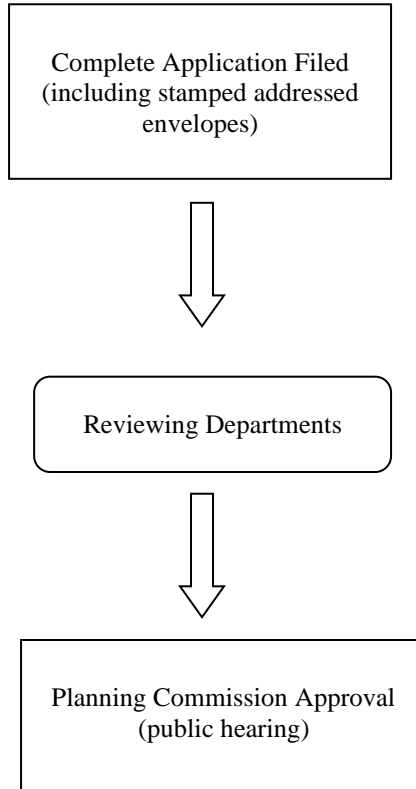 Complete Application Filed
(including stamped addressed
envelopes)
Reviewing Departments
Planning Commission Approval
(public hearing)